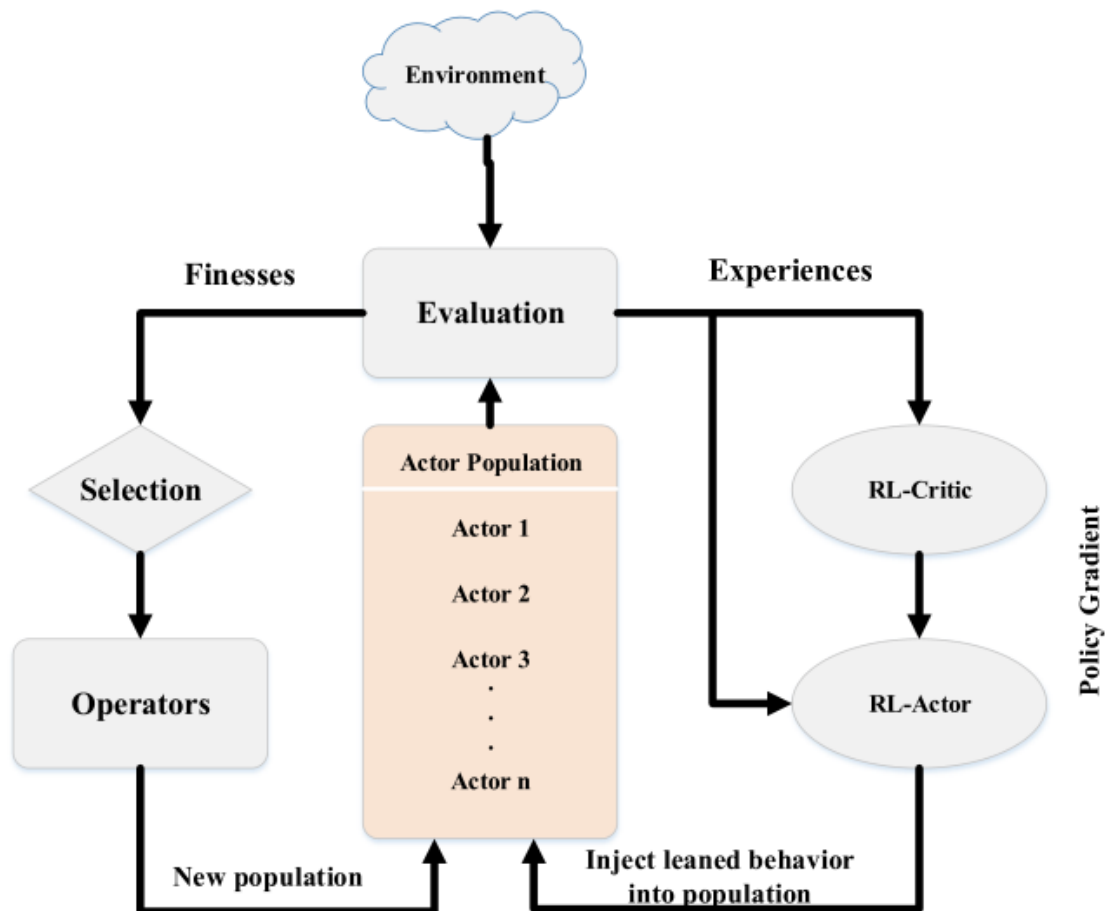 Environment
Finesses
Experiences
Evaluation
Actor Population
Selection
RL-Critic
Actor 1
Actor 2
Actor 3
.
.
.
Actor n
Operators
RL-Actor
Policy Gradient
New population
Inject leaned behavior
into population